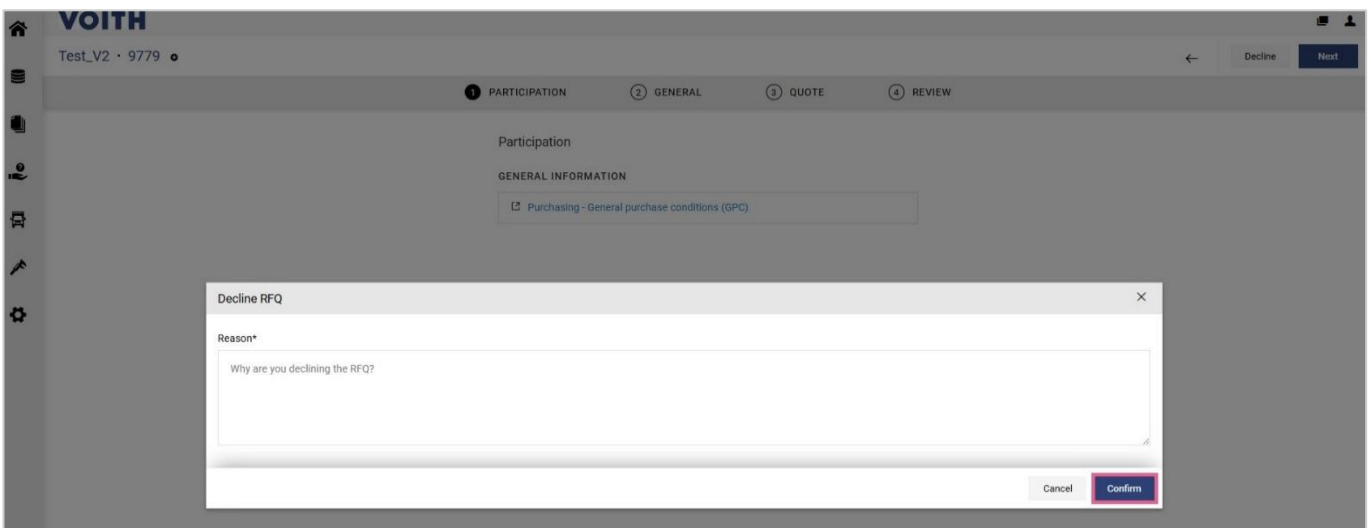 VOITH
Test_V2 · 9779
Decline
Next
1 PARTICIPATION
2 GENERAL
3 QUOTE
4 REVIEW
Participation
GENERAL INFORMATION
Purchasing - General purchase conditions (GPC)
Decline RFQ
Reason*
Why are you declining the RFQ?
Cancel
Confirm